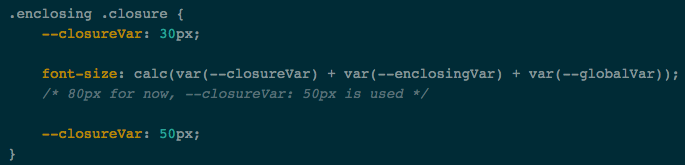 .enclosing .closure {
--closureVar: 30px;
font-size: calc(var(--closureVar) + var(--enclosingVar) + var(--globalVar));
/* 80px for now, --closureVar: 50px is used */
--closureVar: 50px;
}